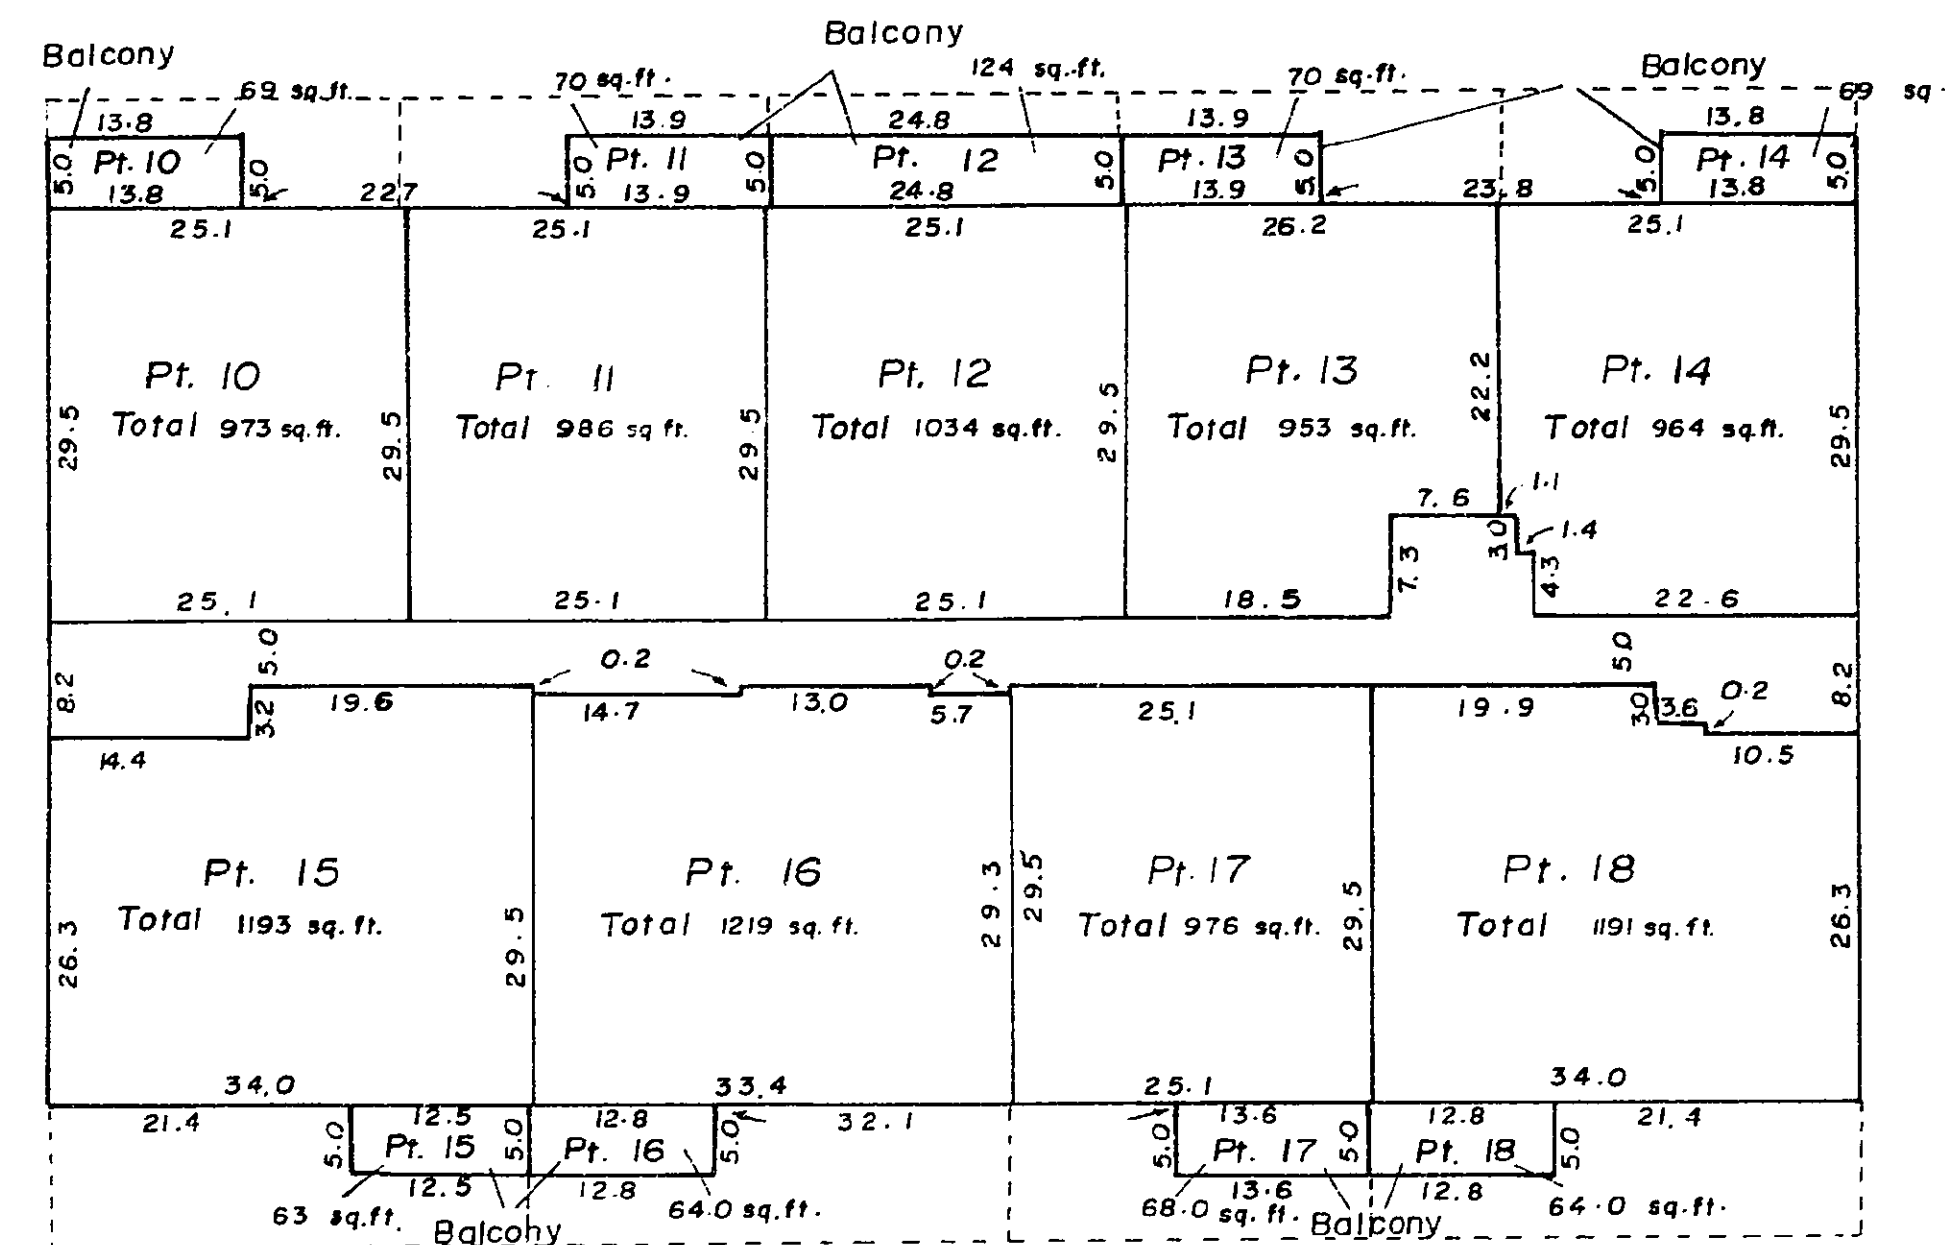 Balcony
Balcony
Balcony
69 sq ft.
70 sq.ft.
124 sq.ft.
70 sq.ft.
69 sq
13.8
13.9
24.8
13.9
13.8
5.0
Pt. 10
5.0
5.0
Pt. 11
5.0
Pt. 12
5.0
Pt. 13
5.0
5.0
Pt. 14
5.0
13.8
227
13.9
24.8
13.9
23.8
13.8
25.1
25.1
25.1
26.2
25.1
Pt. 10
Pt. 11
Pt. 12
Pt. 13
Pt. 14
Total 973 sq.ft.
Total 986 sq ft.
Total 1034 sq.ft.
Total 953 sq.ft.
Total 964 sq.ft.
29.5
29.5
29.5
29.5
22.2
29.5
7.6
1.1
3.0
1.4
7.3
4.3
25.1
25.1
25.1
18.5
22.6
8.2
5.0
0.2
0.2
5.0
8.2
3.2
19.6
14.7
13.0
5.7
25.1
19.9
3.0
3.6
0.2
14.4
10.5
Pt. 15
Pt. 16
Pt. 17
Pt. 18
Total 1193 sq. ft.
Total 1219 sq. ft.
Total 976 sq.ft.
Total 1191 sq. ft.
26.3
29.5
29.3
29.5
29.5
26.3
34.0
33.4
25.1
34.0
21.4
12.5
12.8
32.1
13.6
12.8
21.4
5.0
Pt. 15
5.0
Pt. 16
5.0
5.0
Pt. 17
5.0
Pt. 18
5.0
12.5
12.8
13.6
12.8
63 sq.ft.
64.0 sq.ft.
68.0 sq. ft.
64.0 sq.ft.
Balcony
Balcony